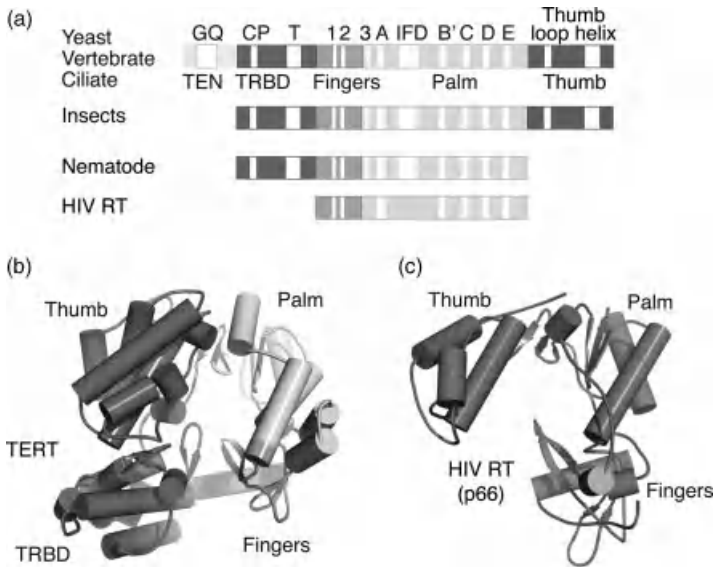 (a)
GQ CP T 1 2 3 A IFD B' C D E Thumb loop helix
Yeast
Vertebrate
Ciliate
TEN TRBD Fingers Palm Thumb
Insects
Nematode
HIV RT
(b)
Thumb
Palm
TERT
TRBD
Fingers
(c)
Thumb
Palm
HIV RT
(p66)
Fingers